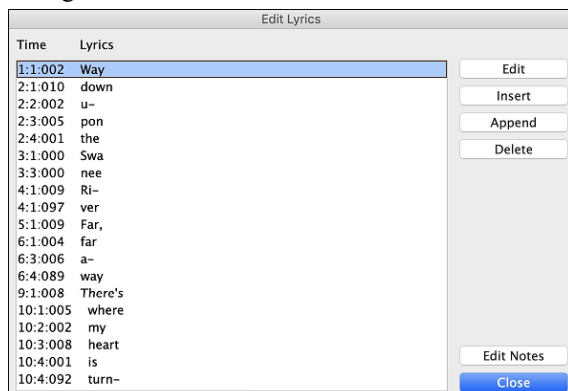 Edit Lyrics
Time Lyrics
1:1:002 Way
2:1:010 down
2:2:002 u-
2:3:005 pon
2:4:001 the
3:1:000 Swa
3:3:000 nee
4:1:009 Ri-
4:1:097 ver
5:1:009 Far,
6:1:004 far
6:3:006 a-
6:4:089 way
9:1:008 There's
10:1:005 where
10:2:002 my
10:3:008 heart
10:4:001 is
10:4:092 turn-
Edit
Insert
Append
Delete
Edit Notes
Close